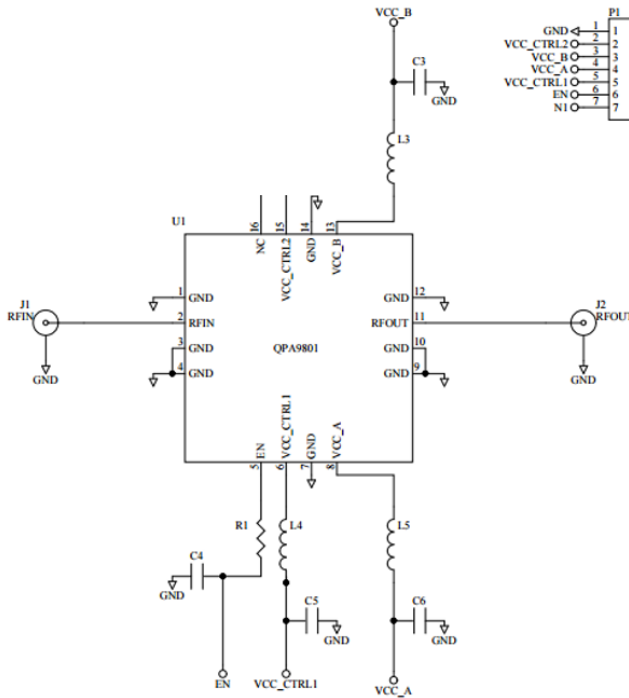 VCC_B
P1
GND 1 1
VCC_CTRL2 2 2
VCC_B 3 3
VCC_A 4 4
VCC_CTRL1 5 5
EN 6 6
N1 7 7
C3
GND
L3
U1
16 15 14 13
NC VCC_CTRL2 GND VCC_B
J1
RFIN
GND
1 GND
2 RFIN
3 GND
4 GND
QPA9801
GND 12
RFOUT 11
GND 10
GND 9
J2
RFOUT
GND
EN VCC_CTRL1 GND VCC_A
5 6 7 8
R1 L4 L5
C4
GND
C5
GND
C6
GND
EN VCC_CTRL1 VCC_A